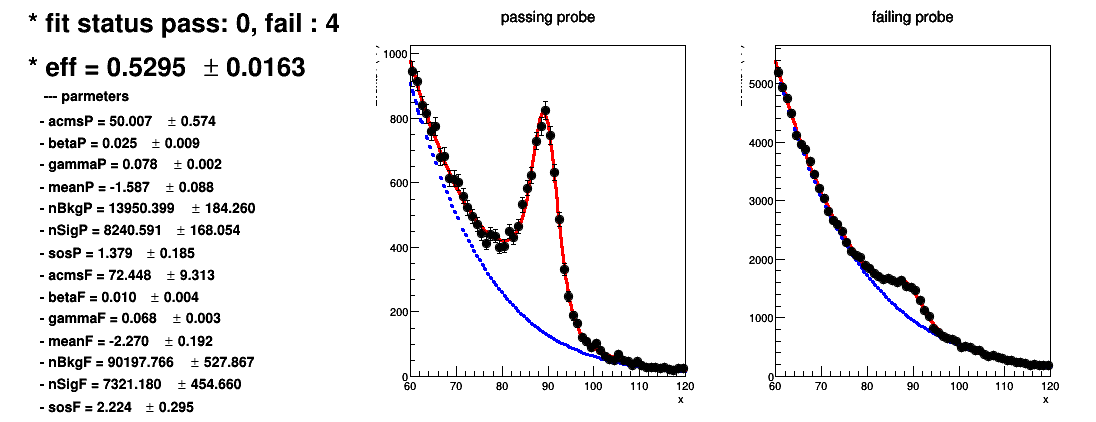 * fit status pass: 0, fail : 4
* eff = 0.5295 ± 0.0163
--- parmeters
- acmsP = 50.007 ± 0.574
- betaP = 0.025 ± 0.009
- gammaP = 0.078 ± 0.002
- meanP = -1.587 ± 0.088
- nBkgP = 13950.399 ± 184.260
- nSigP = 8240.591 ± 168.054
- sosP = 1.379 ± 0.185
- acmsF = 72.448 ± 9.313
- betaF = 0.010 ± 0.004
- gammaF = 0.068 ± 0.003
- meanF = -2.270 ± 0.192
- nBkgF = 90197.766 ± 527.867
- nSigF = 7321.180 ± 454.660
- sosF = 2.224 ± 0.295
passing probe
1000
800
600
400
200
0
60 70 80 90 100 110 120
x
failing probe
5000
4000
3000
2000
1000
0
60 70 80 90 100 110 120
x